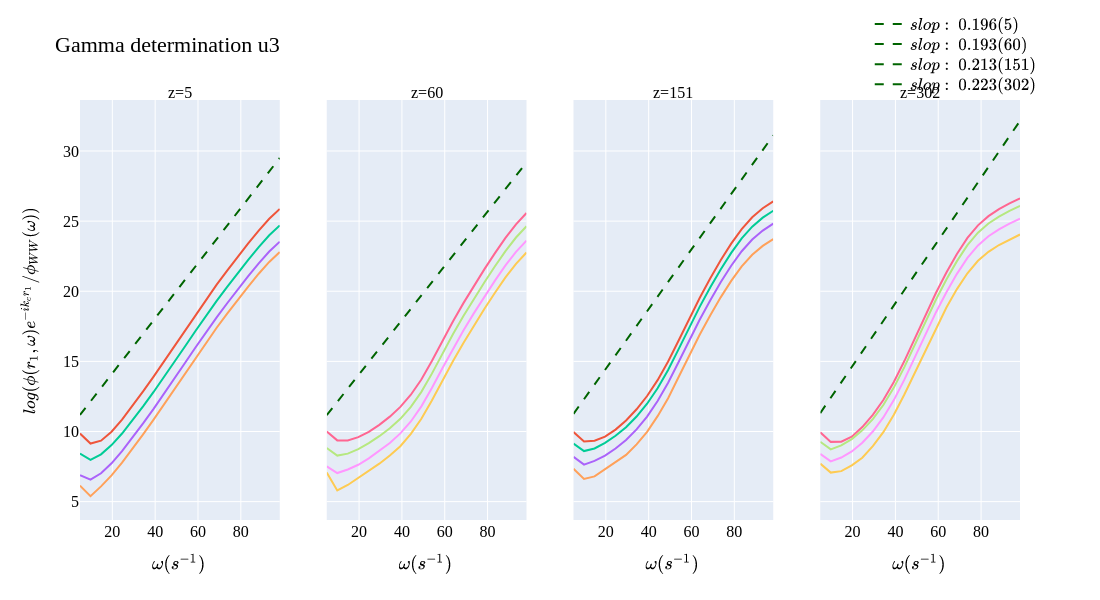 Gamma determination u3
slop : 0.196(5)
slop : 0.193(60)
slop : 0.213(151)
slop : 0.223(302)
z=5
z=60
z=151
z=302
log(ϕ(r₁, ω)e^{−ik_c r₁}/ϕ_{WW}(ω))
30
25
20
15
10
5
20 40 60 80
20 40 60 80
20 40 60 80
20 40 60 80
ω(s⁻¹)
ω(s⁻¹)
ω(s⁻¹)
ω(s⁻¹)